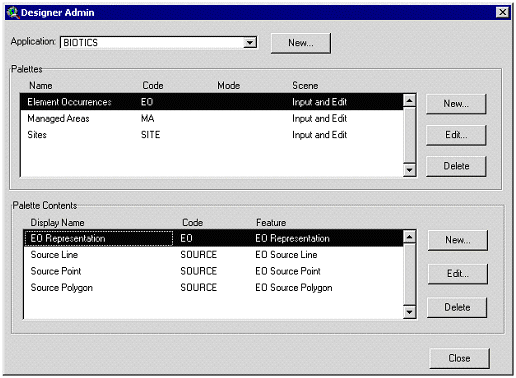 Designer Admin
Application: BIOTICS New...
Palettes
Name Code Mode Scene
Element Occurrences EO Input and Edit New...
Managed Areas MA Input and Edit
Sites SITE Input and Edit Edit...
Delete
Palette Contents
Display Name Code Feature
EO Representation EO EO Representation New...
Source Line SOURCE EO Source Line
Source Point SOURCE EO Source Point Edit...
Source Polygon SOURCE EO Source Polygon
Delete
Close